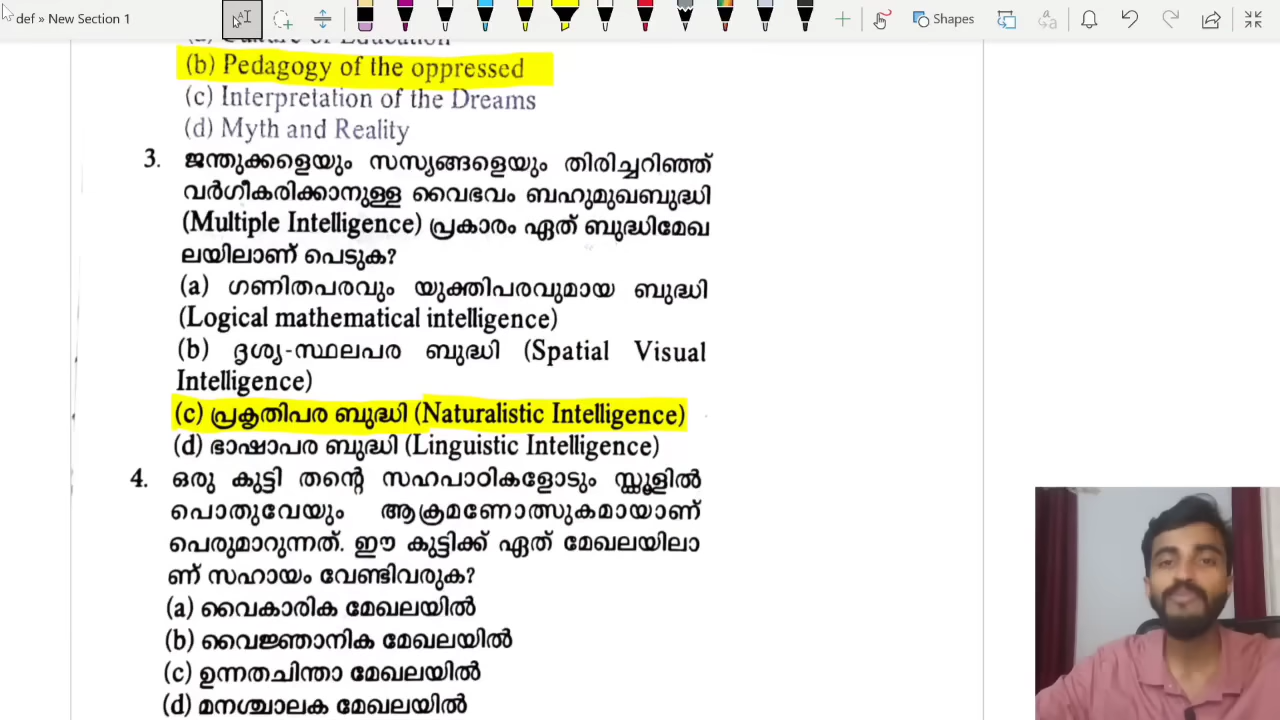 def » New Section 1
Shapes
(b) Pedagogy of the oppressed
(c) Interpretation of the Dreams
(d) Myth and Reality
3. ജന്തുക്കളെയും സസ്യങ്ങളെയും തിരിച്ചറിഞ്ഞ്
വർഗീകരിക്കാനുള്ള വൈഭവം ബഹുമുഖബുദ്ധി
(Multiple Intelligence) പ്രകാരം ഏത് ബുദ്ധിമേഖ
ലയിലാണ് പെടുക?
(a) ഗണിതപരവും യുക്തിപരവുമായ ബുദ്ധി
(Logical mathematical intelligence)
(b) ദൃശ്യ-സ്ഥലപര ബുദ്ധി (Spatial Visual
Intelligence)
(c) പ്രകൃതിപര ബുദ്ധി (Naturalistic Intelligence)
(d) ഭാഷാപര ബുദ്ധി (Linguistic Intelligence)
4. ഒരു കുട്ടി തന്റെ സഹപാഠികളോടും സ്കൂളിൽ
പൊതുവേയും ആക്രമണോത്സുകമായാണ്
പെരുമാറുന്നത്. ഈ കുട്ടിക്ക് ഏത് മേഖലയിലാ
ണ് സഹായം വേണ്ടിവരുക?
(a) വൈകാരിക മേഖലയിൽ
(b) വൈജ്ഞാനിക മേഖലയിൽ
(c) ഉന്നതചിന്താ മേഖലയിൽ
(d) മനശ്ചാലക മേഖലയിൽ